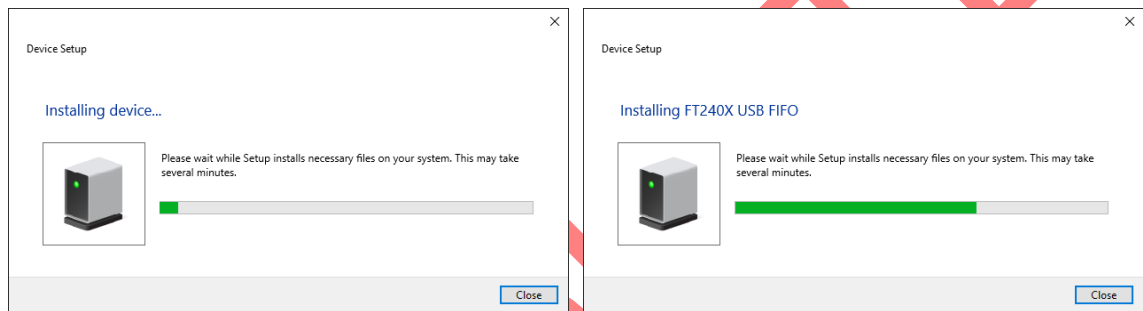 Device Setup
Installing device...
Please wait while Setup installs necessary files on your system. This may take
several minutes.
Close
Device Setup
Installing FT240X USB FIFO
Please wait while Setup installs necessary files on your system. This may take
several minutes.
Close